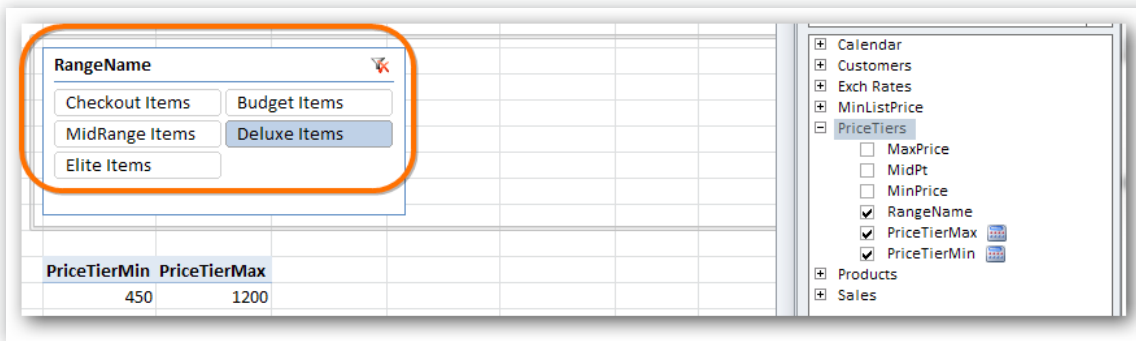 RangeName
Checkout Items Budget Items
MidRange Items Deluxe Items
Elite Items
PriceTierMin PriceTierMax
450 1200
Calendar
Customers
Exch Rates
MinListPrice
PriceTiers
MaxPrice
MidPt
MinPrice
RangeName
PriceTierMax
PriceTierMin
Products
Sales